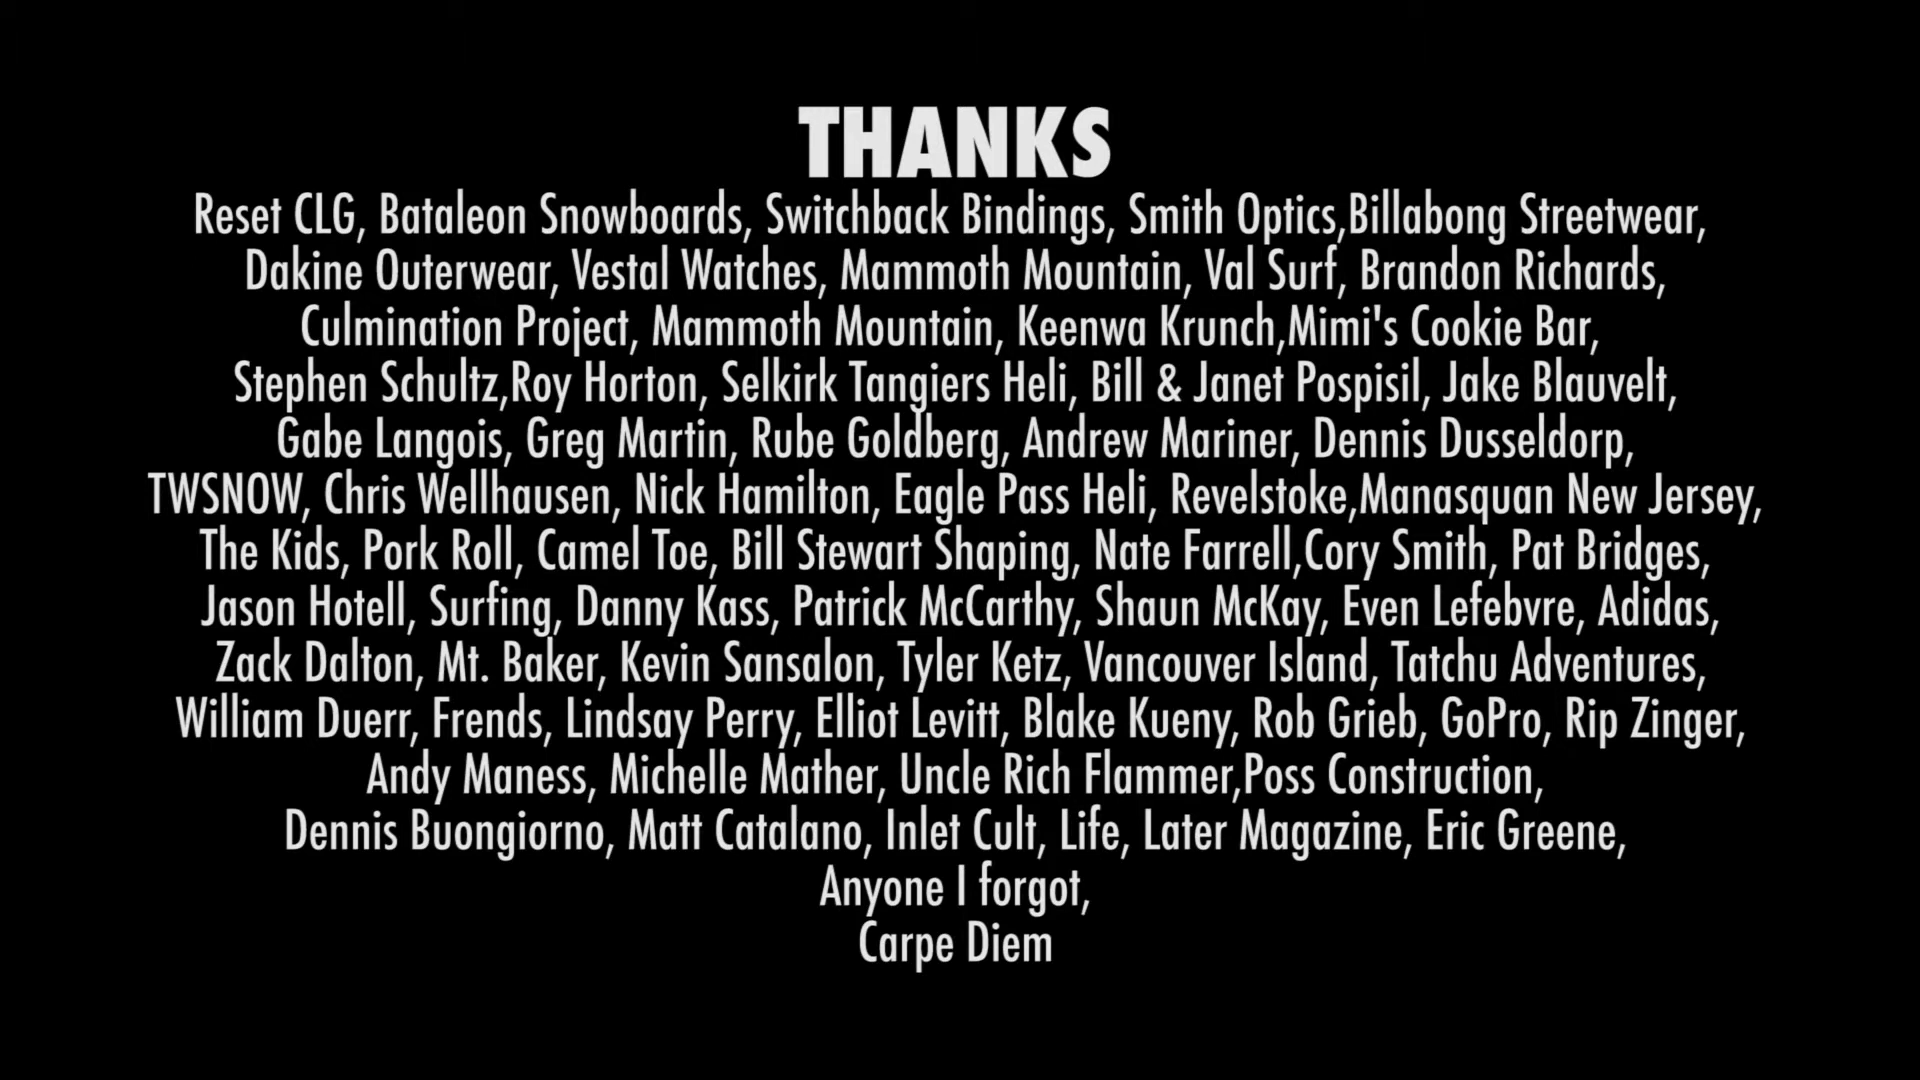 THANKS
Reset CLG, Bataleon Snowboards, Switchback Bindings, Smith Optics,Billabong Streetwear,
Dakine Outerwear, Vestal Watches, Mammoth Mountain, Val Surf, Brandon Richards,
Culmination Project, Mammoth Mountain, Keenwa Krunch,Mimi's Cookie Bar,
Stephen Schultz,Roy Horton, Selkirk Tangiers Heli, Bill & Janet Pospisil, Jake Blauvelt,
Gabe Langois, Greg Martin, Rube Goldberg, Andrew Mariner, Dennis Dusseldorp,
TWSNOW, Chris Wellhausen, Nick Hamilton, Eagle Pass Heli, Revelstoke,Manasquan New Jersey,
The Kids, Pork Roll, Camel Toe, Bill Stewart Shaping, Nate Farrell,Cory Smith, Pat Bridges,
Jason Hotell, Surfing, Danny Kass, Patrick McCarthy, Shaun McKay, Even Lefebvre, Adidas,
Zack Dalton, Mt. Baker, Kevin Sansalon, Tyler Ketz, Vancouver Island, Tatchu Adventures,
William Duerr, Frends, Lindsay Perry, Elliot Levitt, Blake Kueny, Rob Grieb, GoPro, Rip Zinger,
Andy Maness, Michelle Mather, Uncle Rich Flammer,Poss Construction,
Dennis Buongiorno, Matt Catalano, Inlet Cult, Life, Later Magazine, Eric Greene,
Anyone I forgot,
Carpe Diem